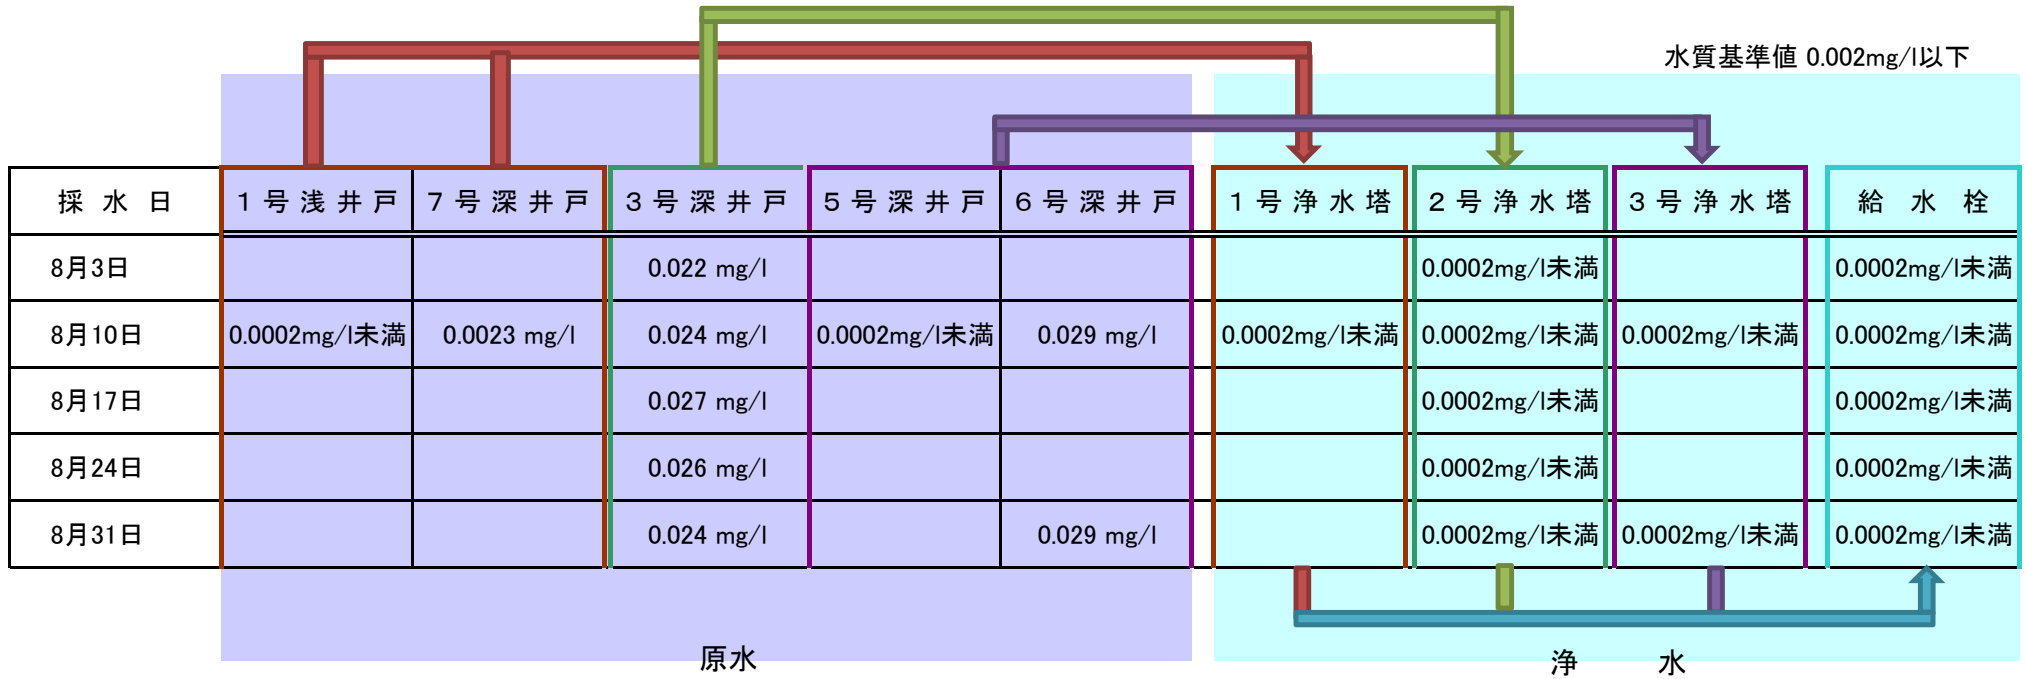 水質基準値 0.002mg/l以下
採水日 1号浅井戸 7号深井戸 3号深井戸 5号深井戸 6号深井戸 1号浄水塔 2号浄水塔 3号浄水塔 給水栓
8月3日 0.022 mg/l 0.0002mg/l未満 0.0002mg/l未満
8月10日 0.0002mg/l未満 0.0023 mg/l 0.024 mg/l 0.0002mg/l未満 0.029 mg/l 0.0002mg/l未満 0.0002mg/l未満 0.0002mg/l未満 0.0002mg/l未満
8月17日 0.027 mg/l 0.0002mg/l未満 0.0002mg/l未満
8月24日 0.026 mg/l 0.0002mg/l未満 0.0002mg/l未満
8月31日 0.024 mg/l 0.029 mg/l 0.0002mg/l未満 0.0002mg/l未満 0.0002mg/l未満
原水 浄水